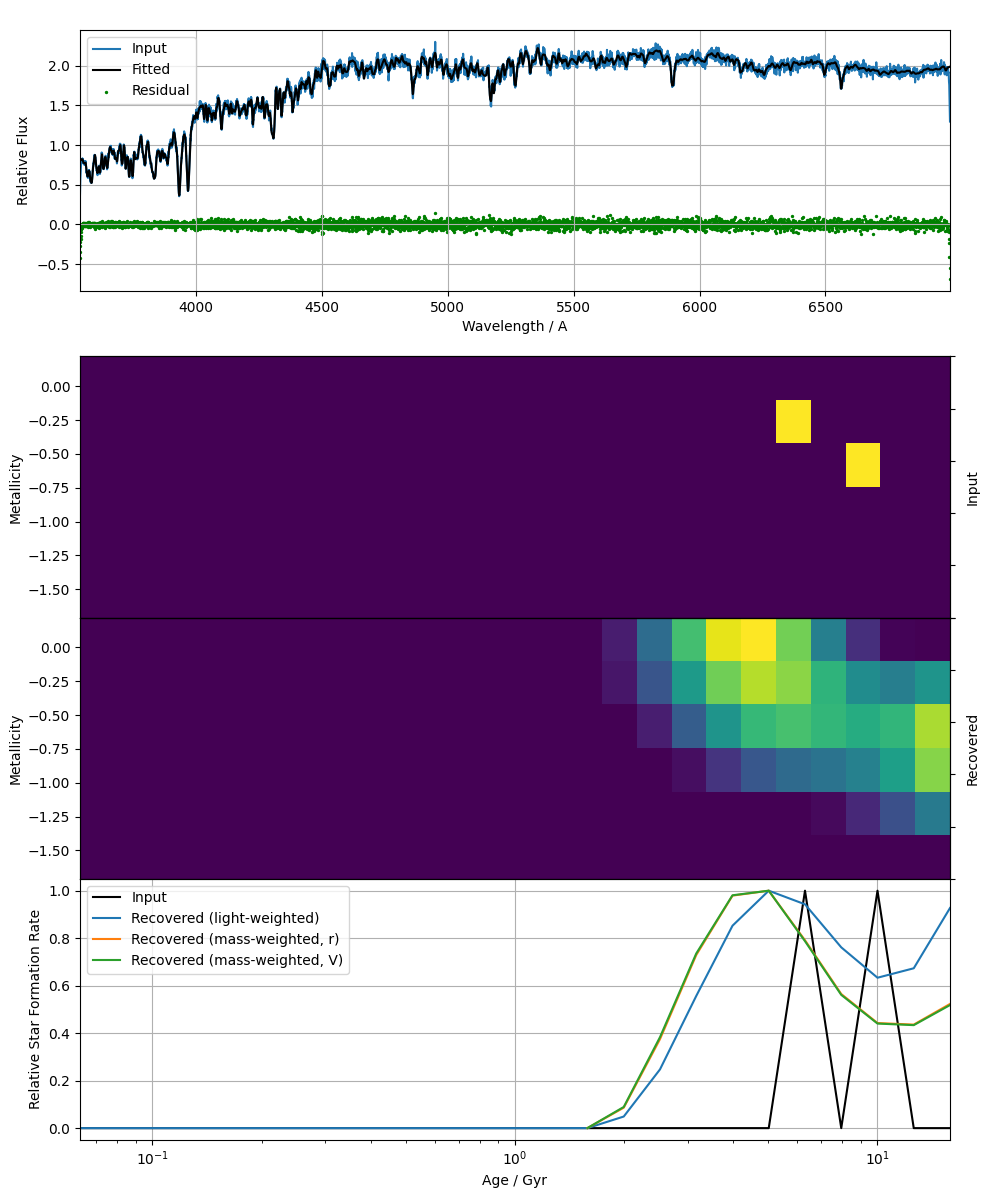 Input
Fitted
Residual
2.0
1.5
1.0
0.5
0.0
−0.5
Relative Flux
4000 4500 5000 5500 6000 6500
Wavelength / A
0.00
−0.25
−0.50
−0.75
−1.00
−1.25
−1.50
Metallicity
Input
0.00
−0.25
−0.50
−0.75
−1.00
−1.25
−1.50
Metallicity
Recovered
Input
Recovered (light-weighted)
Recovered (mass-weighted, r)
Recovered (mass-weighted, V)
1.0
0.8
0.6
0.4
0.2
0.0
Relative Star Formation Rate
10⁻¹ 10⁰ 10¹
Age / Gyr